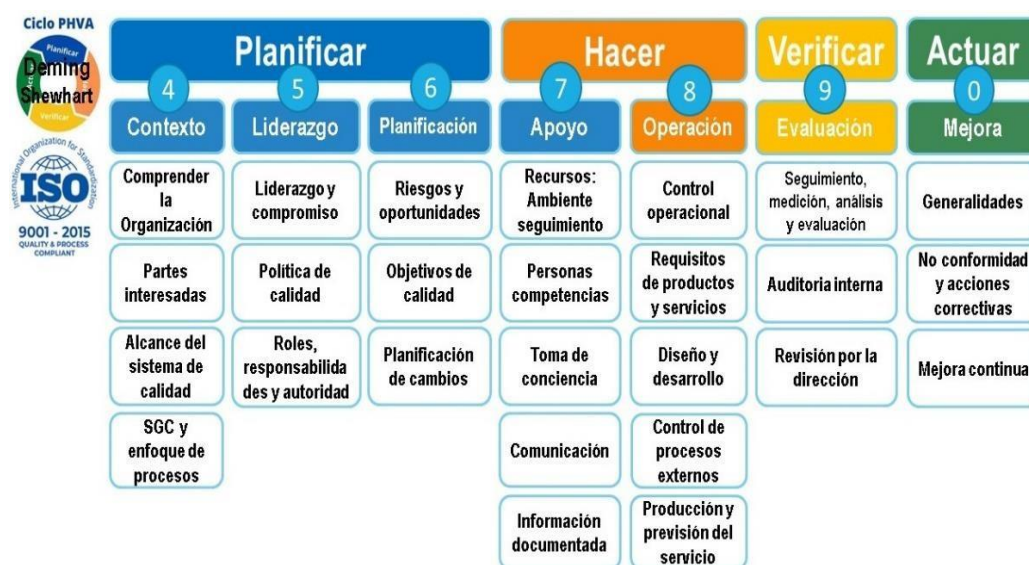 Ciclo PHVA
Planificar
Verificar
Deming
Shewhart
International Organization for Standardization
ISO
9001 - 2015
QUALITY & PROCESS
COMPLIANT
Planificar
Hacer
Verificar
Actuar
4
5
6
7
8
9
0
Contexto
Liderazgo
Planificación
Apoyo
Operación
Evaluación
Mejora
Comprender
la
Organización
Liderazgo y
compromiso
Riesgos y
oportunidades
Recursos:
Ambiente
seguimiento
Control
operacional
Seguimiento,
medición, análisis
y evaluación
Generalidades
Partes
interesadas
Política de
calidad
Objetivos de
calidad
Personas
competencias
Requisitos
de productos
y servicios
Auditoria interna
No conformidad
y acciones
correctivas
Alcance del
sistema de
calidad
Roles,
responsabilida
des y autoridad
Planificación
de cambios
Toma de
conciencia
Diseño y
desarrollo
Revisión por la
dirección
Mejora continua
SGC y
enfoque de
procesos
Comunicación
Control de
procesos
externos
Información
documentada
Producción y
previsión del
servicio